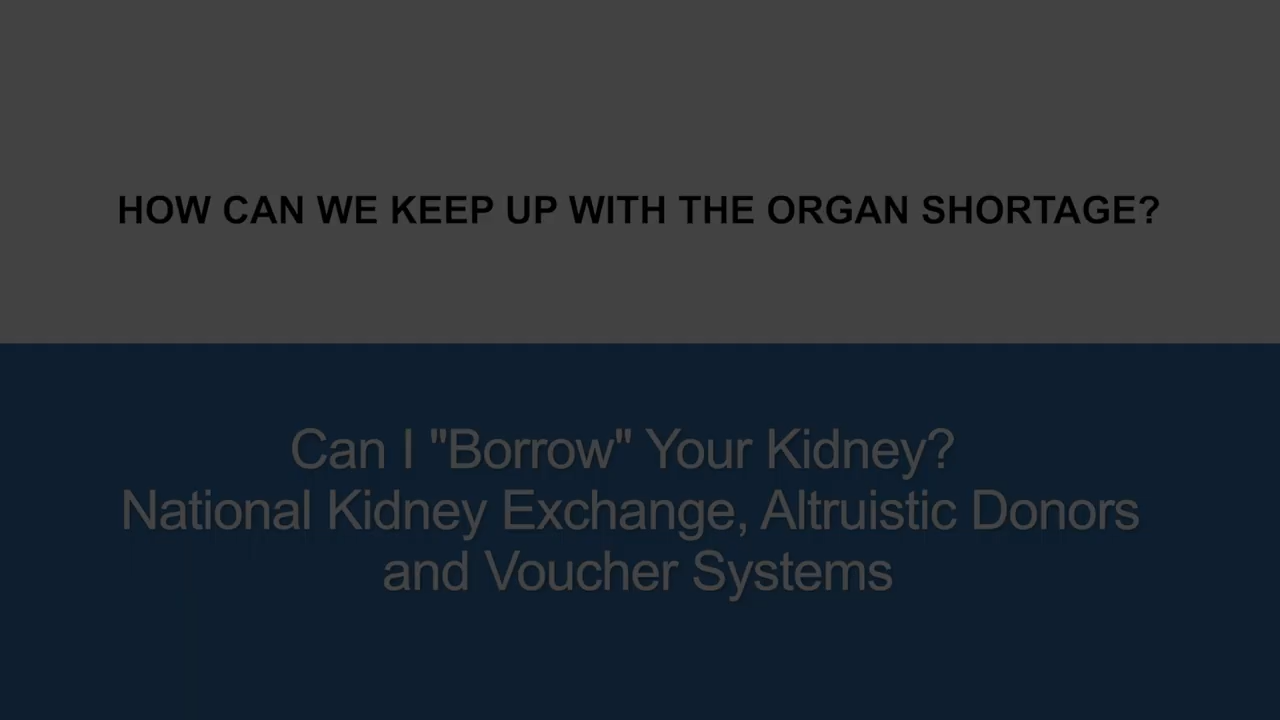 HOW CAN WE KEEP UP WITH THE ORGAN SHORTAGE?
Can I "Borrow" Your Kidney?
National Kidney Exchange, Altruistic Donors
and Voucher Systems